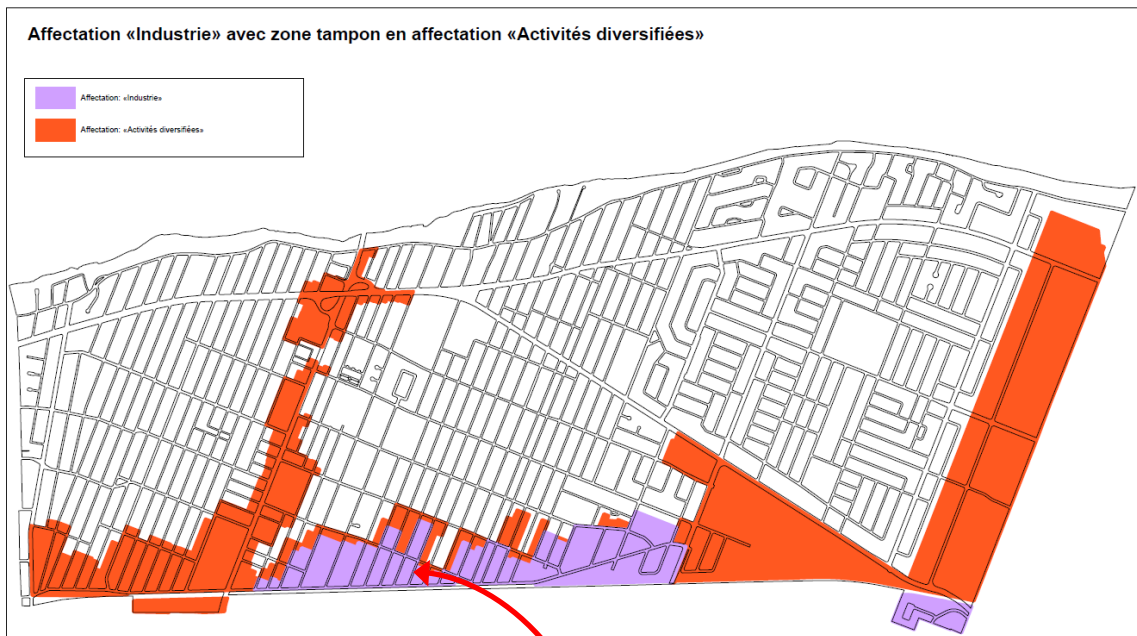 Affectation «Industrie» avec zone tampon en affectation «Activités diversifiées»
Affectation: «Industrie»
Affectation: «Activités diversifiées»